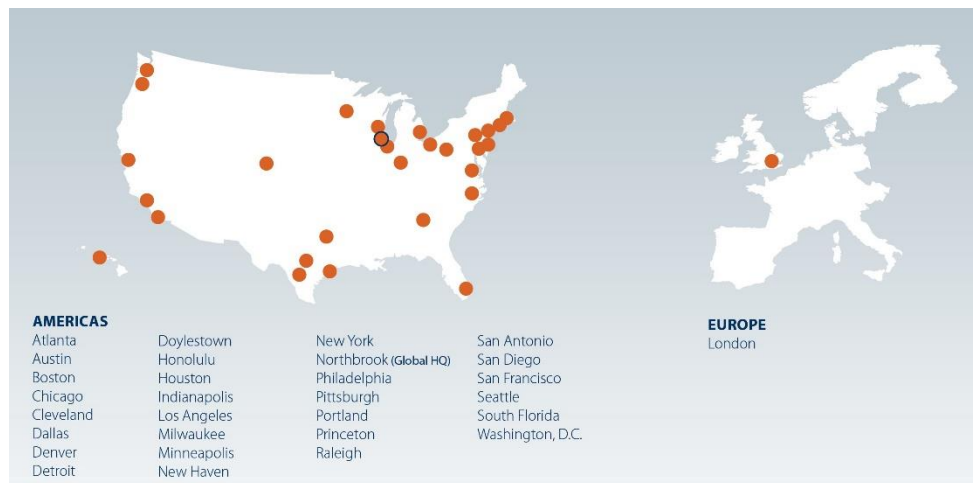 AMERICAS
Atlanta
Austin
Boston
Chicago
Cleveland
Dallas
Denver
Detroit
Doylestown
Honolulu
Houston
Indianapolis
Los Angeles
Milwaukee
Minneapolis
New Haven
New York
Northbrook (Global HQ)
Philadelphia
Pittsburgh
Portland
Princeton
Raleigh
San Antonio
San Diego
San Francisco
Seattle
South Florida
Washington, D.C.
EUROPE
London